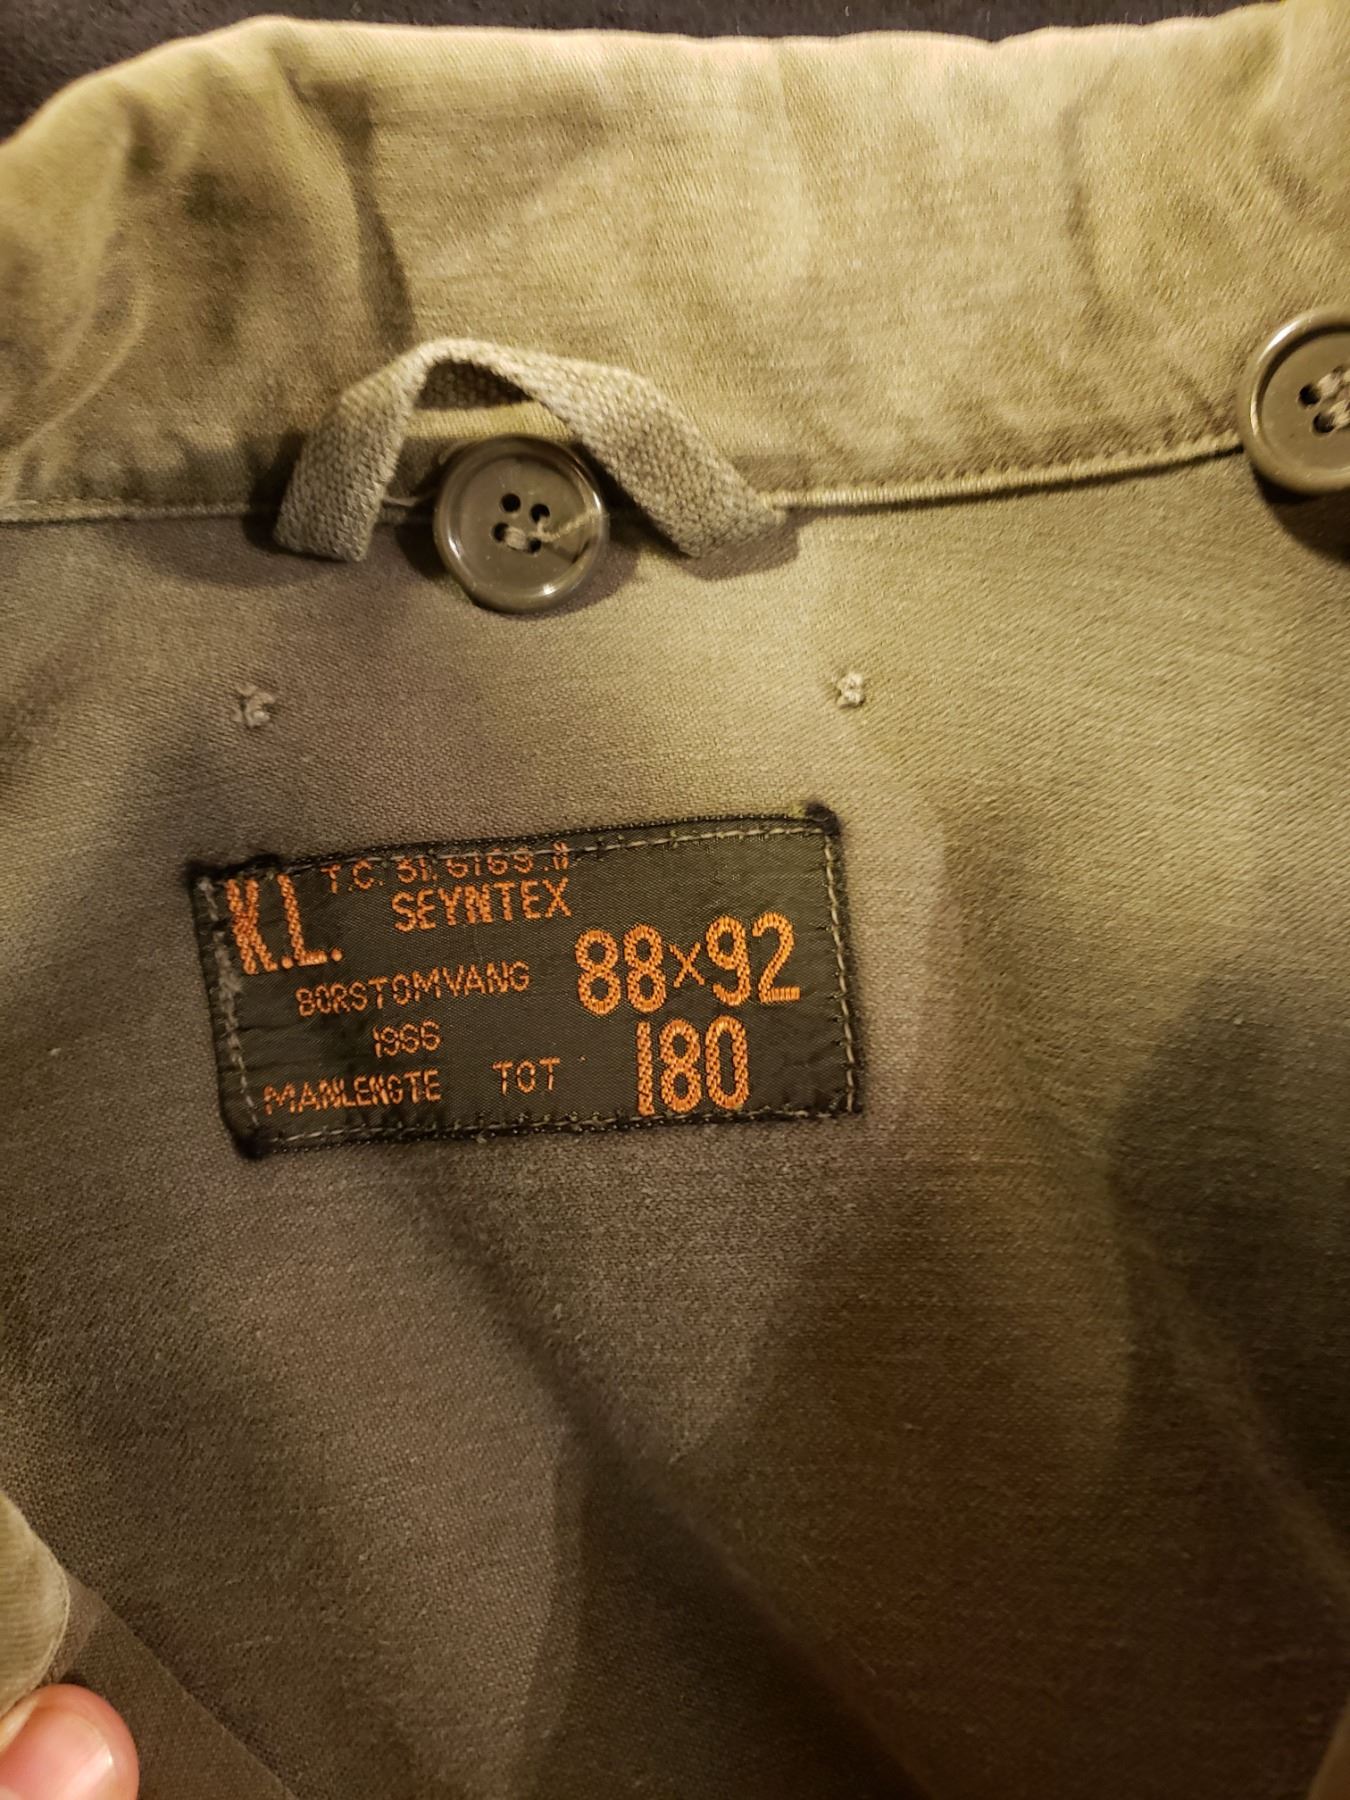 K.L. T.C.
SEYNTEX
BORSTOMVANG 88x92
1966
MANLENGTE TOT 180